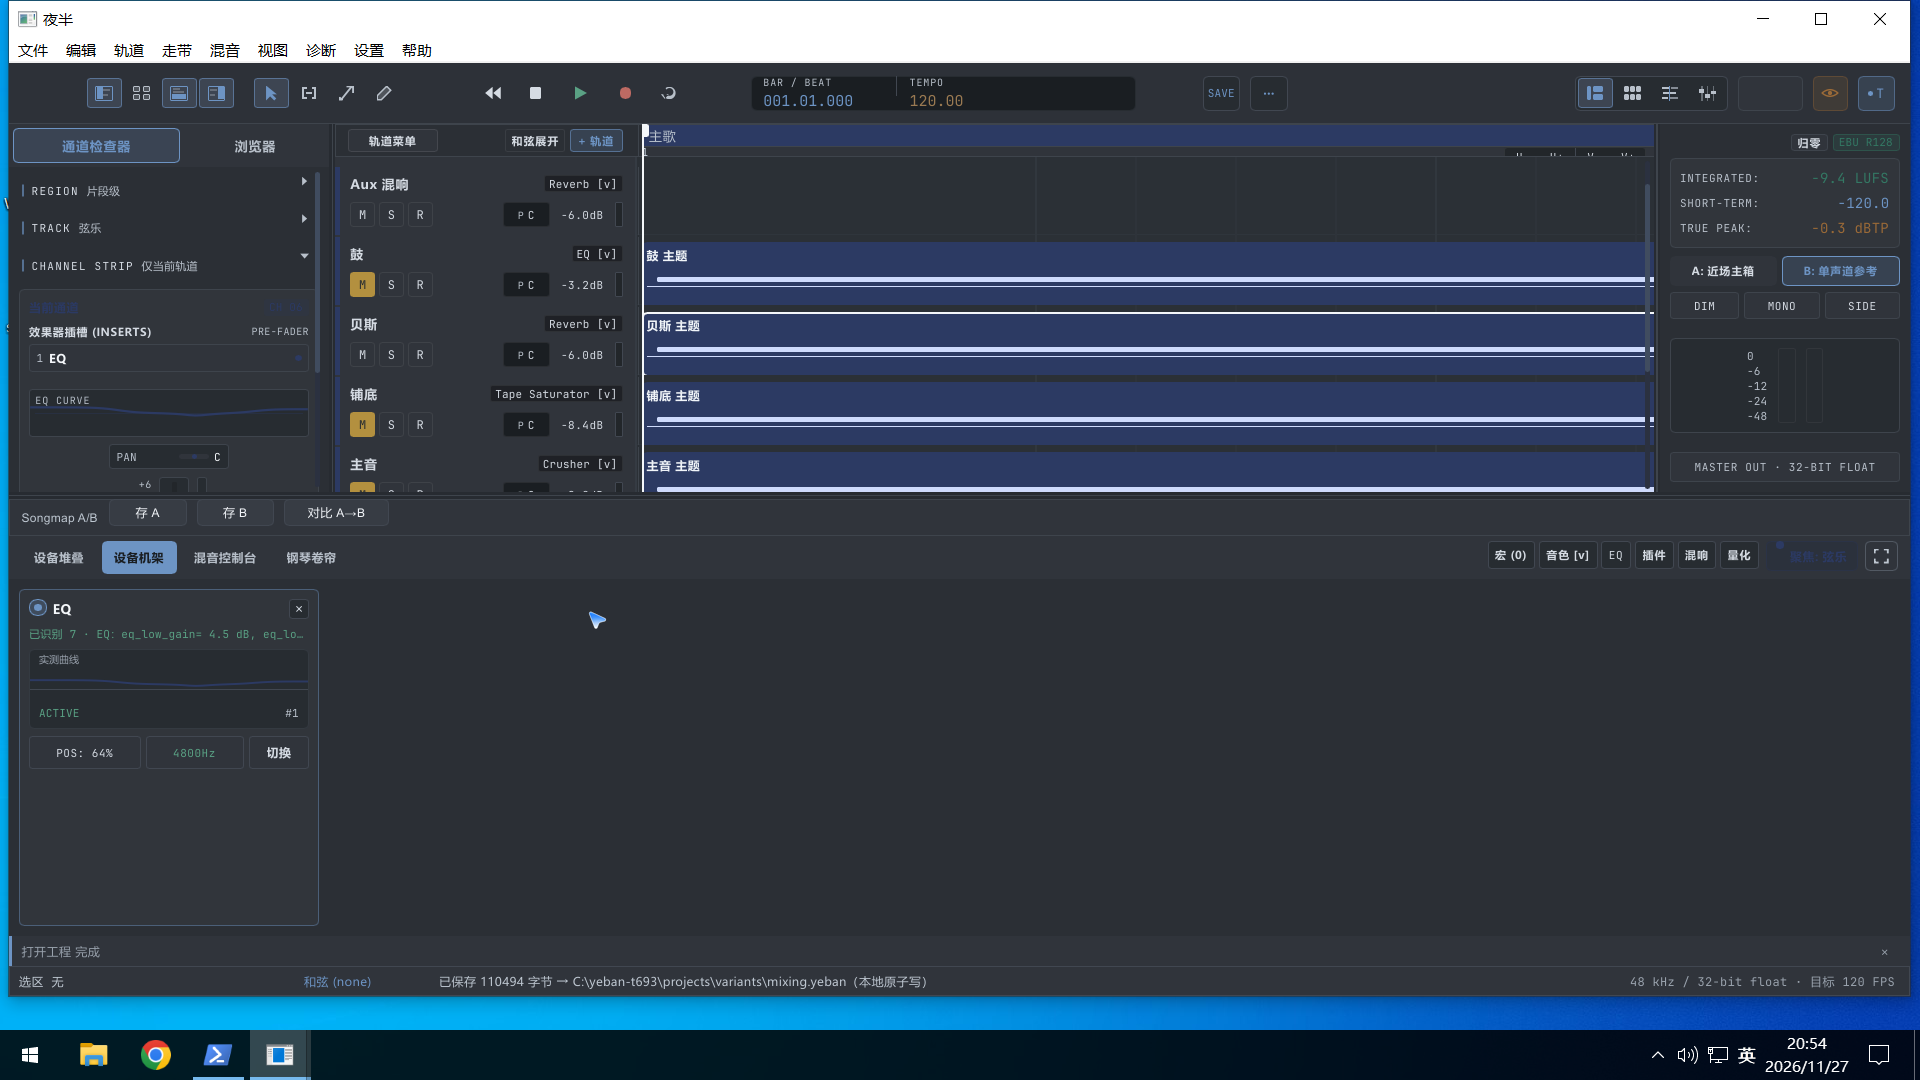 夜半
文件 编辑 轨道 走带 混音 视图 诊断 设置 帮助
BAR / BEAT
001.01.000
TEMPO
120.00
SAVE
...
T
通道检查器 浏览器
REGION 片段级
TRACK 弦乐
CHANNEL STRIP 仅当前轨道
效果器插槽 (INSERTS) PRE-FADER
1 EQ
EQ CURVE
PAN C
+6
轨道菜单 和弦展开 + 轨道
Aux 混响 Reverb [v]
M S R P C -6.0dB
鼓 EQ [v]
M S R P C -3.2dB
贝斯 Reverb [v]
M S R P C -6.0dB
铺底 Tape Saturator [v]
M S R P C -8.4dB
主音 Crusher [v]
主歌
1
鼓 主题
贝斯 主题
铺底 主题
主音 主题
归零 EBU R128
INTEGRATED: -9.4 LUFS
SHORT-TERM: -120.0
TRUE PEAK: -0.3 dBTP
A: 近场主箱 B: 单声道参考
DIM MONO SIDE
0
-6
-12
-24
-48
MASTER OUT · 32-BIT FLOAT
Songmap A/B 存 A 存 B 对比 A→B
设备堆叠 设备机架 混音控制台 钢琴卷帘
宏 (0) 音色 [v] EQ 插件 混响 量化
EQ ×
已识别 7 · EQ: eq_low_gain= 4.5 dB, eq_lo…
实测曲线
ACTIVE #1
POS: 64% 4800Hz 切换
打开工程 完成 ×
选区 无 和弦 (none) 已保存 110494 字节 → C:\yeban-t693\projects\variants\mixing.yeban (本地原子写) 48 kHz / 32-bit float · 目标 120 FPS
英
20:54
2026/11/27